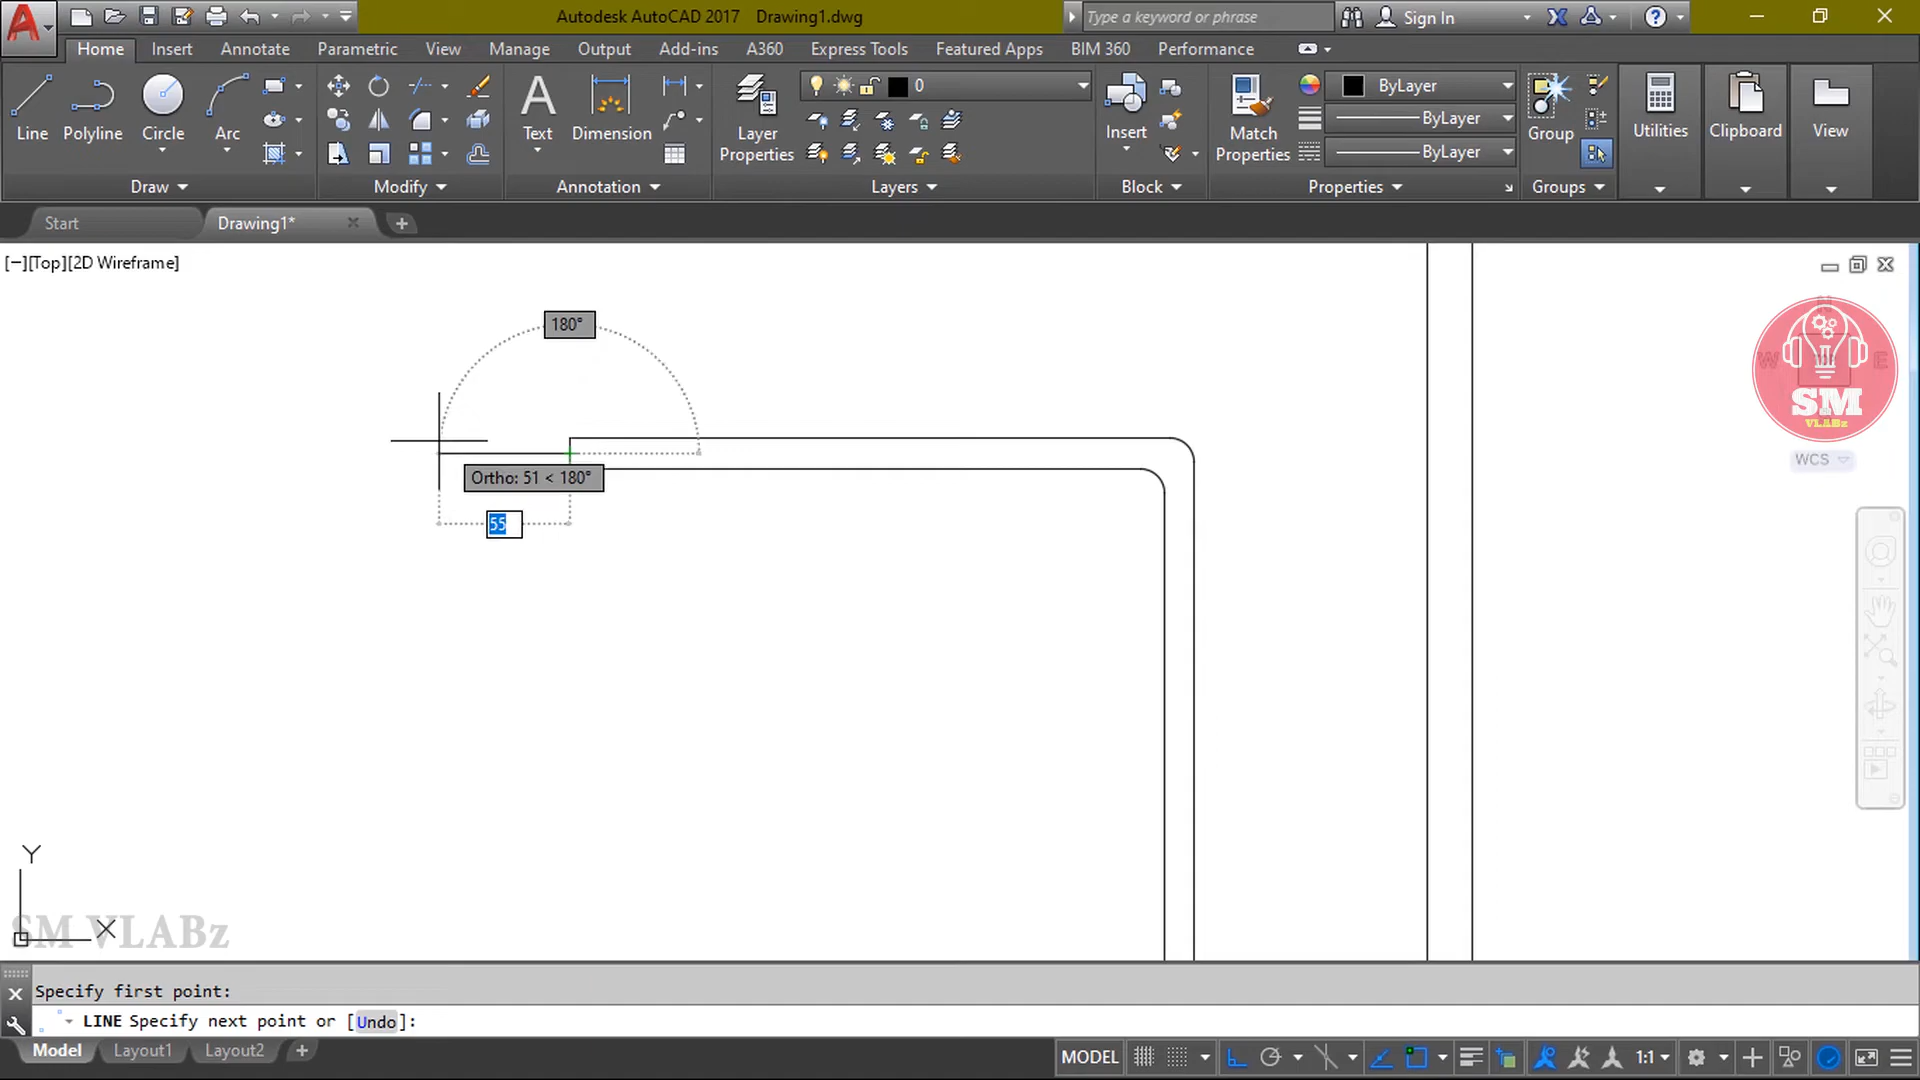 Autodesk AutoCAD 2017 Drawing1.dwg
Type a keyword or phrase
Sign In
Home Insert Annotate Parametric View Manage Output Add-ins A360 Express Tools Featured Apps BIM 360 Performance
Line Polyline Circle Arc
Text Dimension
Layer Properties
0
Insert
Match Properties
ByLayer
ByLayer
ByLayer
Group
Utilities
Clipboard
View
Draw Modify Annotation Layers Block Properties Groups
Start Drawing1*
[−][Top][2D Wireframe]
180°
Ortho: 51 < 180°
55
W E
SM
VLABz
WCS
Y
X
SM VLABz
Specify first point:
LINE Specify next point or [Undo]:
Model Layout1 Layout2
MODEL
1:1